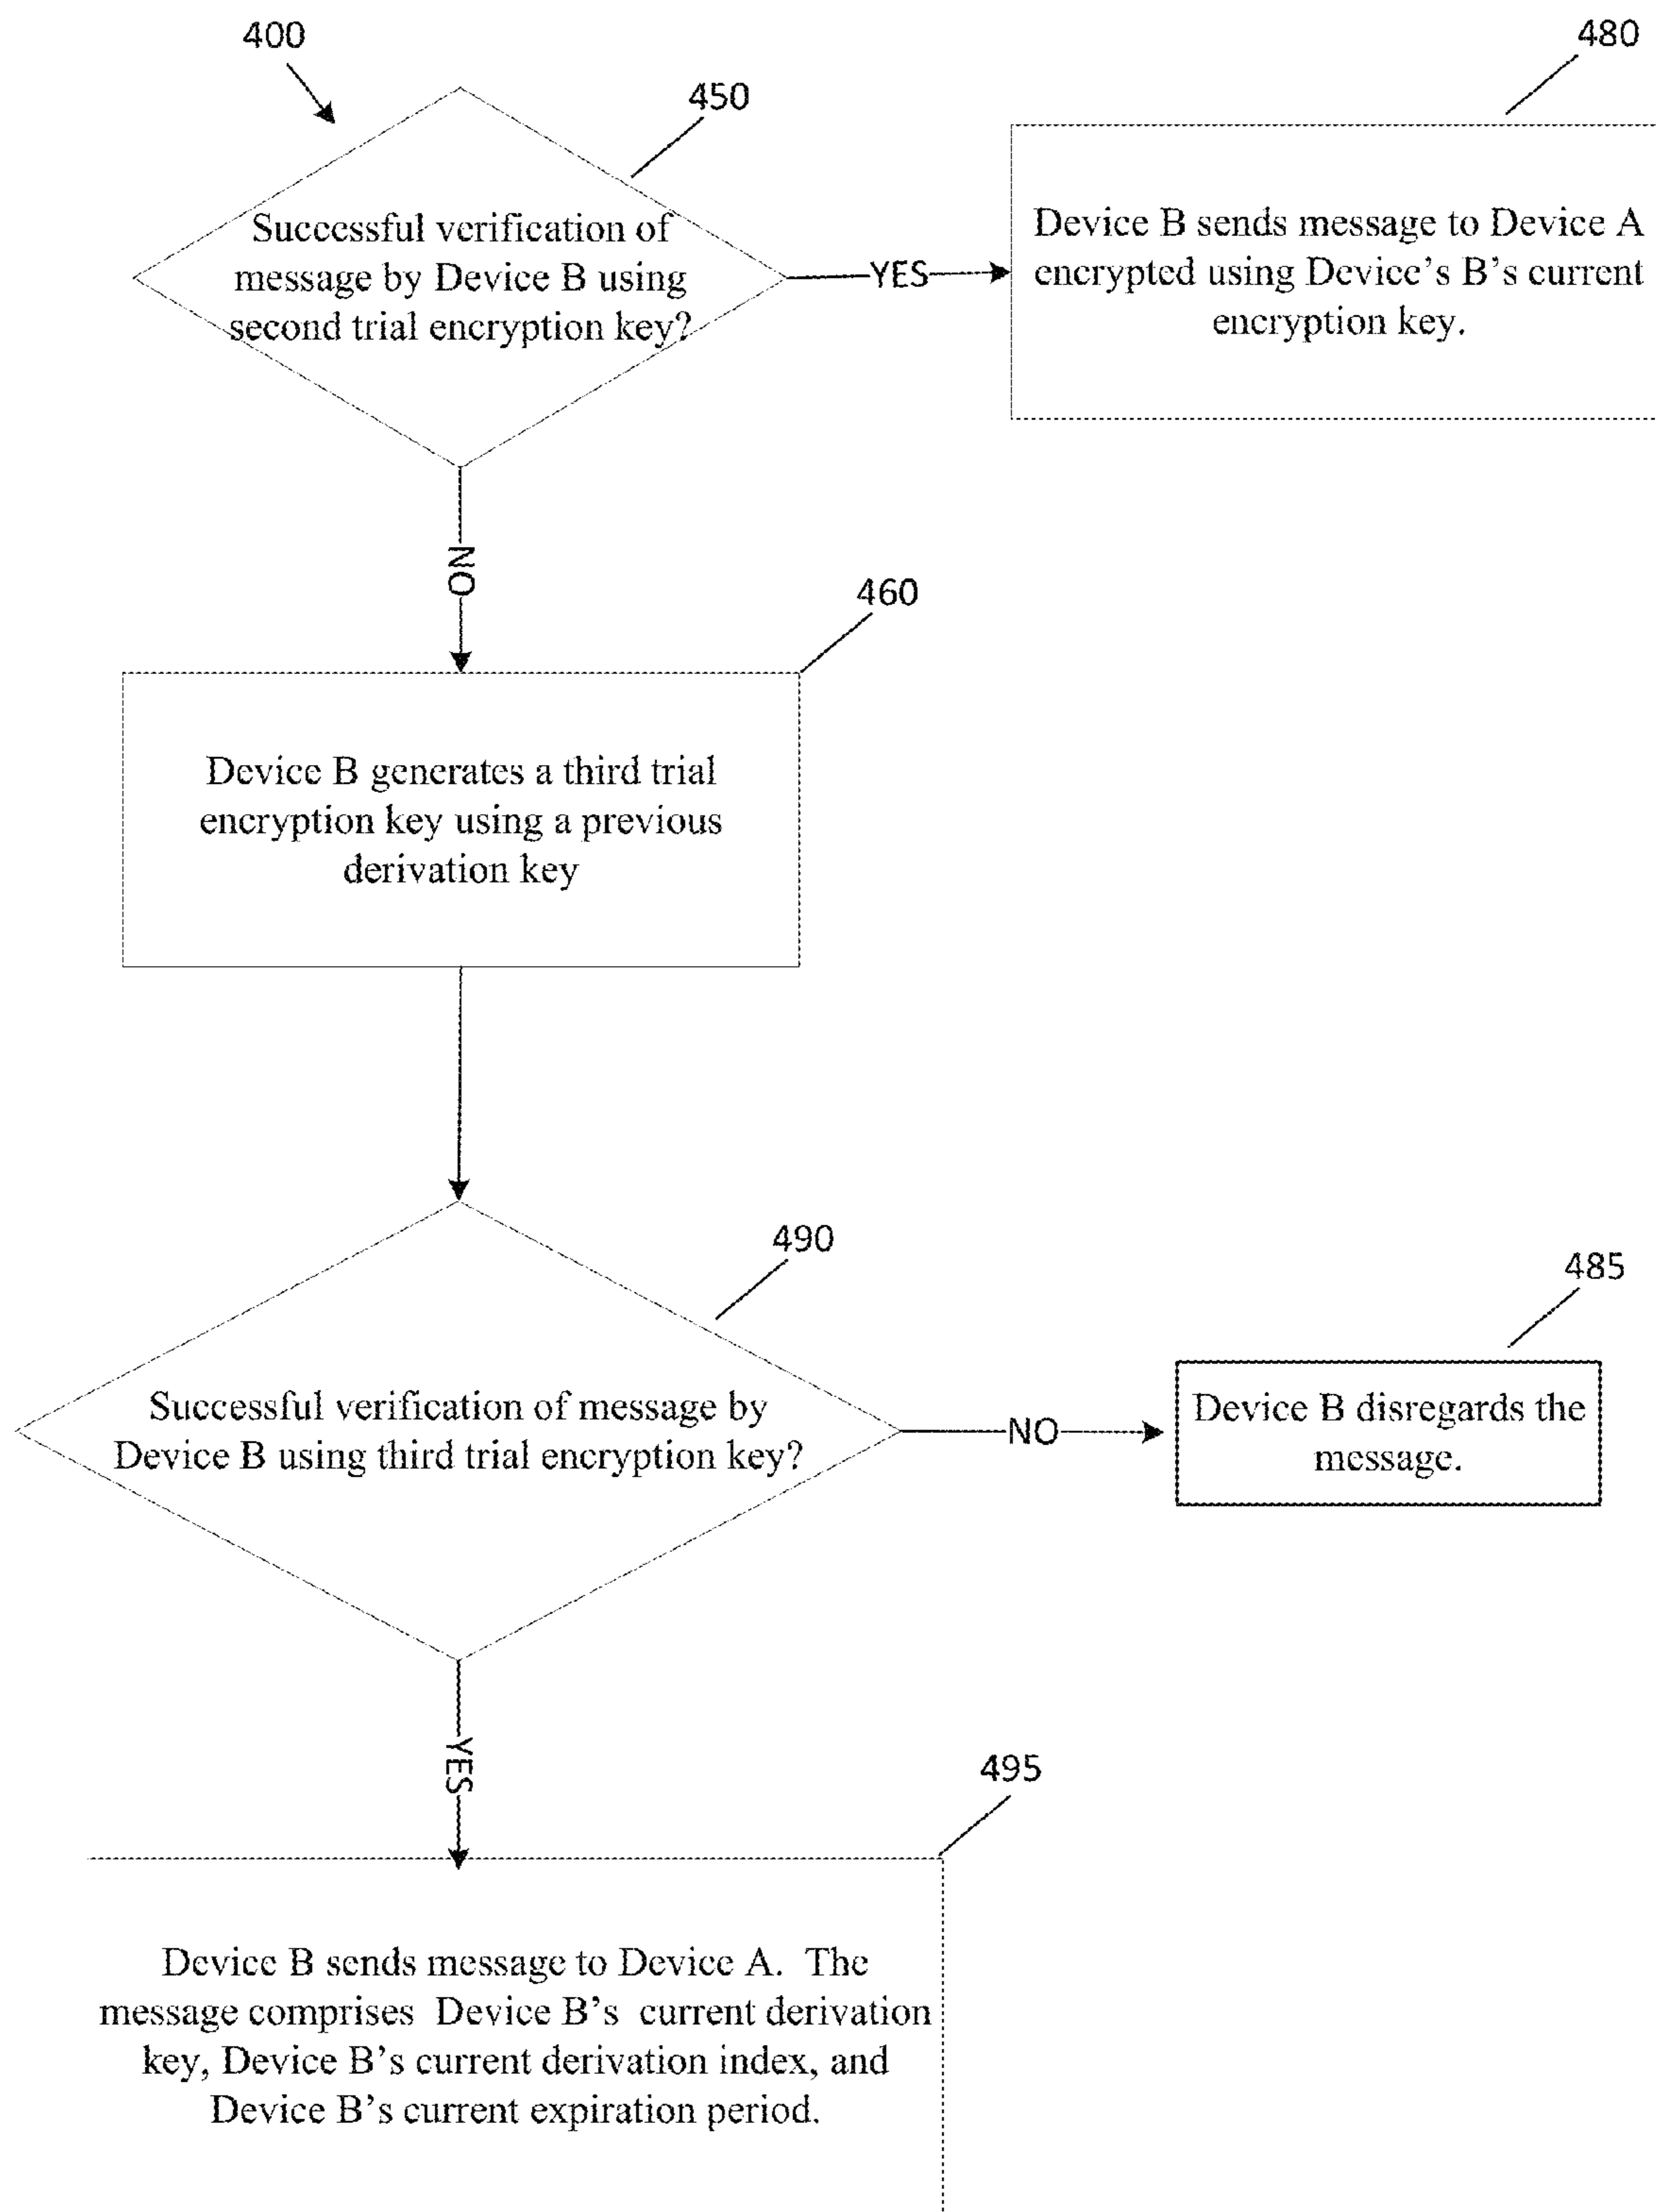 400
450
480
Successful verification of
message by Device B using
second trial encryption key?
YES
Device B sends message to Device A
encrypted using Device's B's current
encryption key.
NO
460
Device B generates a third trial
encryption key using a previous
derivation key
490
485
Successful verification of message by
Device B using third trial encryption key?
NO
Device B disregards the
message.
YES
495
Device B sends message to Device A. The
message comprises Device B's current derivation
key, Device B's current derivation index, and
Device B's current expiration period.